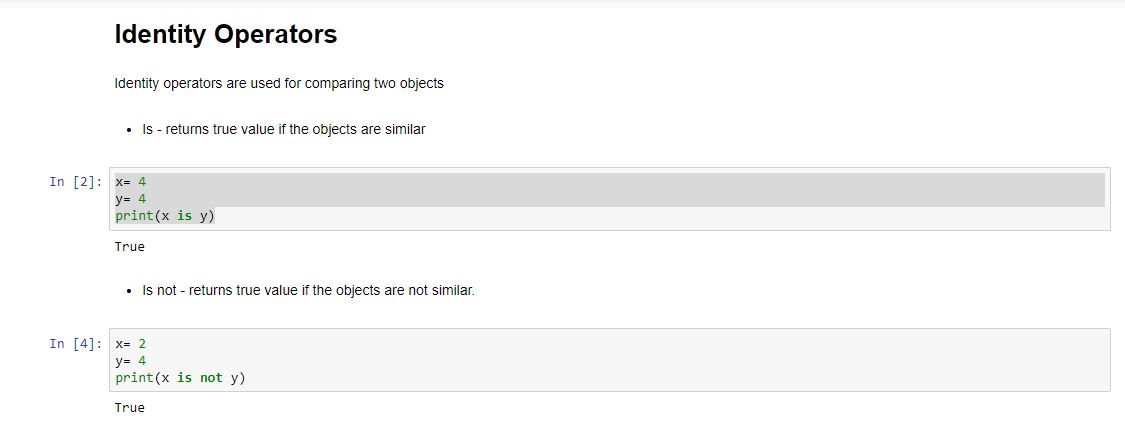 Identity Operators
Identity operators are used for comparing two objects
• Is - returns true value if the objects are similar
In [2]: x= 4
y= 4
print(x is y)
True
• Is not - returns true value if the objects are not similar.
In [4]: x= 2
y= 4
print(x is not y)
True